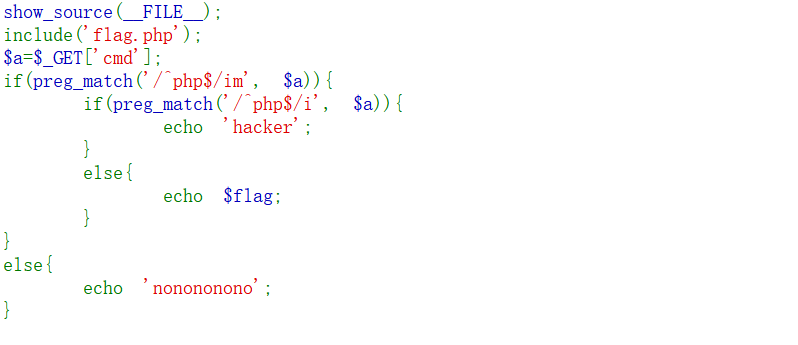 show_source(__FILE__);
include('flag.php');
$a=$_GET['cmd'];
if(preg_match('/^php$/im', $a)){
if(preg_match('/^php$/i', $a)){
echo 'hacker';
}
else{
echo $flag;
}
}
else{
echo 'nonononono';
}